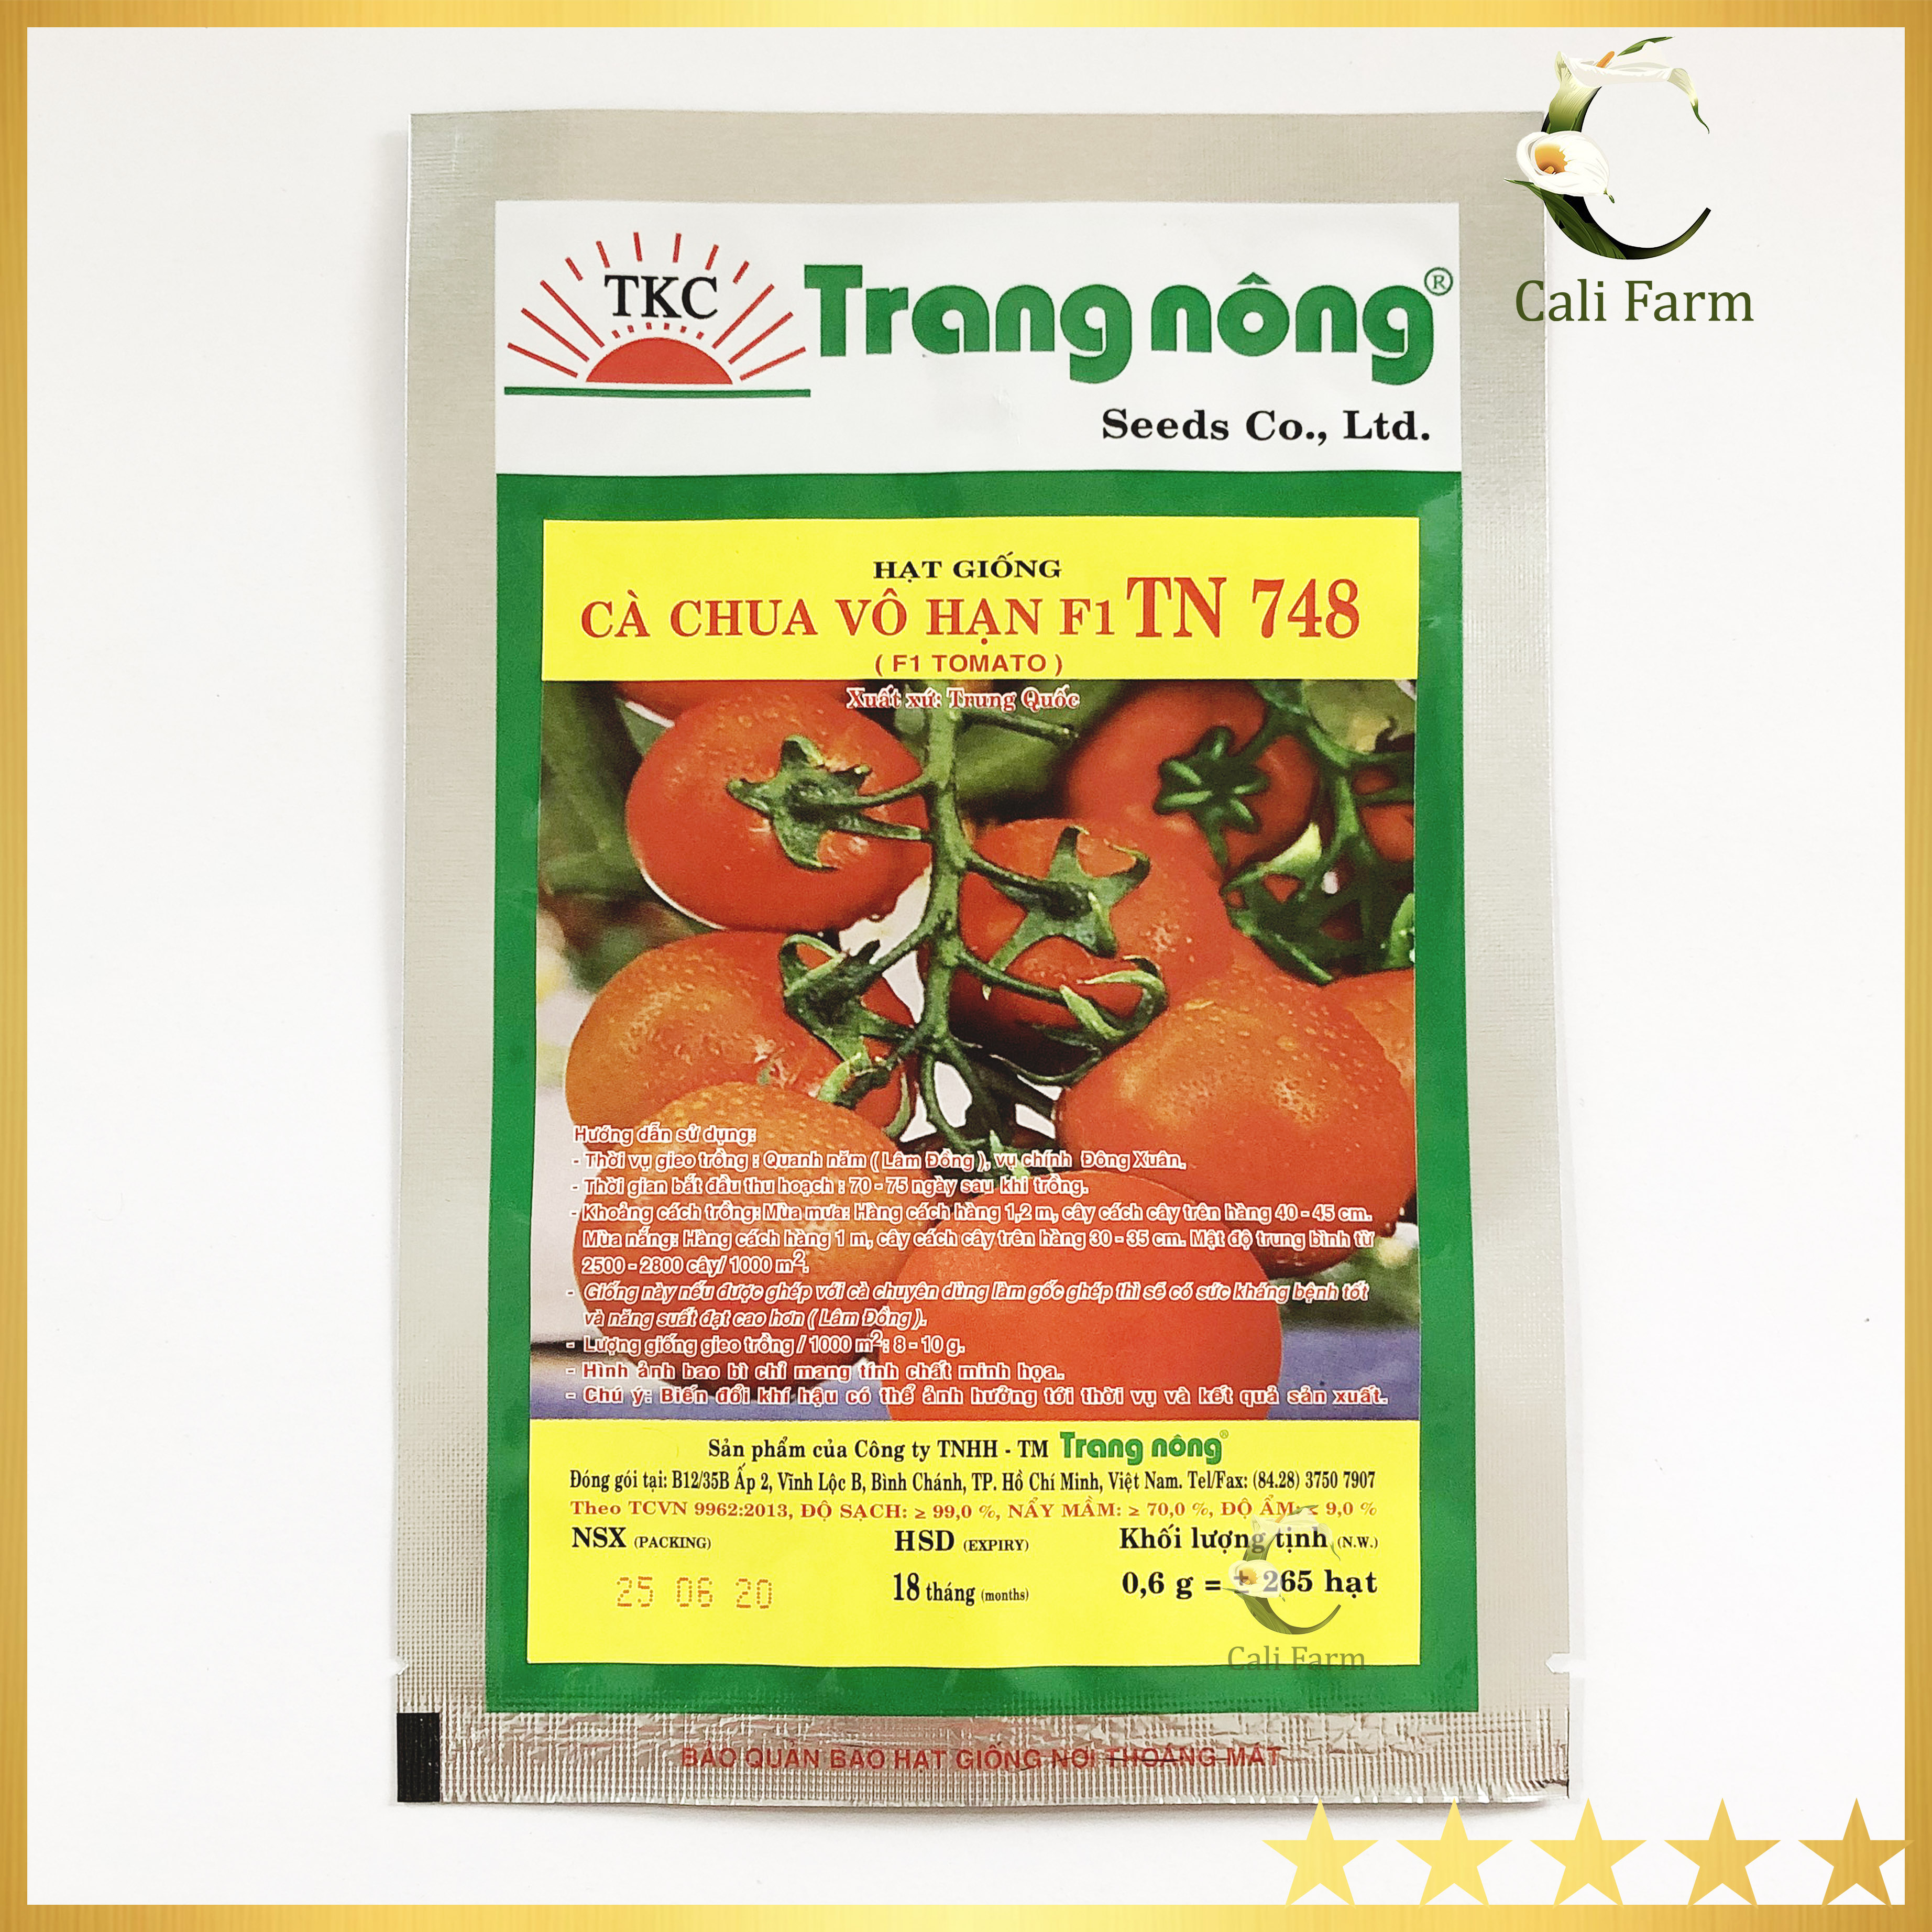 Cali Farm
TKC
Trang nông®
Seeds Co., Ltd.
HẠT GIỐNG
CÀ CHUA VÔ HẠN F1 TN 748
( F1 TOMATO )
Xuất xứ: Trung Quốc
Hướng dẫn sử dụng:
- Thời vụ gieo trồng : Quanh năm ( Lâm Đồng ), vụ chính Đông Xuân.
- Thời gian bắt đầu thu hoạch : 70 - 75 ngày sau khi trồng.
- Khoảng cách trồng: Mùa mưa: Hàng cách hàng 1,2 m, cây cách cây trên hàng 40 - 45 cm.
Mùa nắng: Hàng cách hàng 1 m, cây cách cây trên hàng 30 - 35 cm. Mật độ trung bình từ
2500 - 2800 cây/ 1000 m².
- Giống này nếu được ghép với cà chuyên dùng làm gốc ghép thì sẽ có sức kháng bệnh tốt
và năng suất đạt cao hơn ( Lâm Đồng ).
- Lượng giống gieo trồng / 1000 m²: 8 - 10 g.
- Hình ảnh bao bì chỉ mang tính chất minh họa.
- Chú ý: Biến đổi khí hậu có thể ảnh hưởng tới thời vụ và kết quả sản xuất.
Sản phẩm của Công ty TNHH - TM Trang nông®
Đóng gói tại: B12/35B Ấp 2, Vĩnh Lộc B, Bình Chánh, TP. Hồ Chí Minh, Việt Nam. Tel/Fax: (84.28) 3750 7907
Theo TCVN 9962:2013, ĐỘ SẠCH: ≥ 99,0 %, NẨY MẦM: ≥ 70,0 %, ĐỘ ẨM: ≤ 9,0 %
NSX (PACKING) HSD (EXPIRY) Khối lượng tịnh (N.W.)
25 06 20 18 tháng (months) 0,6 g = ± 265 hạt
Cali Farm
BẢO QUẢN BAO HẠT GIỐNG NƠI THOÁNG MÁT